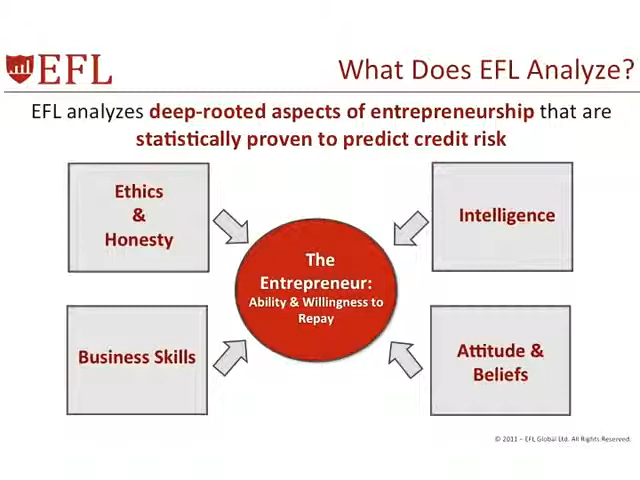 EFL
What Does EFL Analyze?
EFL analyzes deep-rooted aspects of entrepreneurship that are
statistically proven to predict credit risk
Ethics
&
Honesty
Intelligence
The
Entrepreneur:
Ability & Willingness to
Repay
Business Skills
Attitude &
Beliefs
© 2011 – EFL Global Ltd. All Rights Reserved.